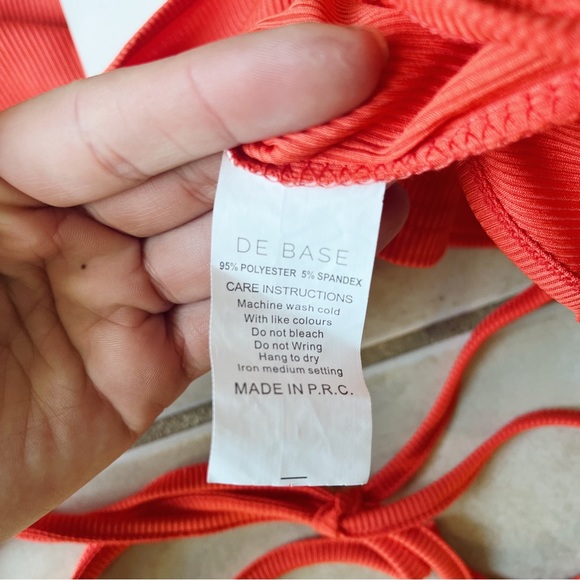 DE BASE
95% POLYESTER 5% SPANDEX
CARE INSTRUCTIONS
Machine wash cold
With like colours
Do not bleach
Do not Wring
Hang to dry
Iron medium setting
MADE IN P.R.C.